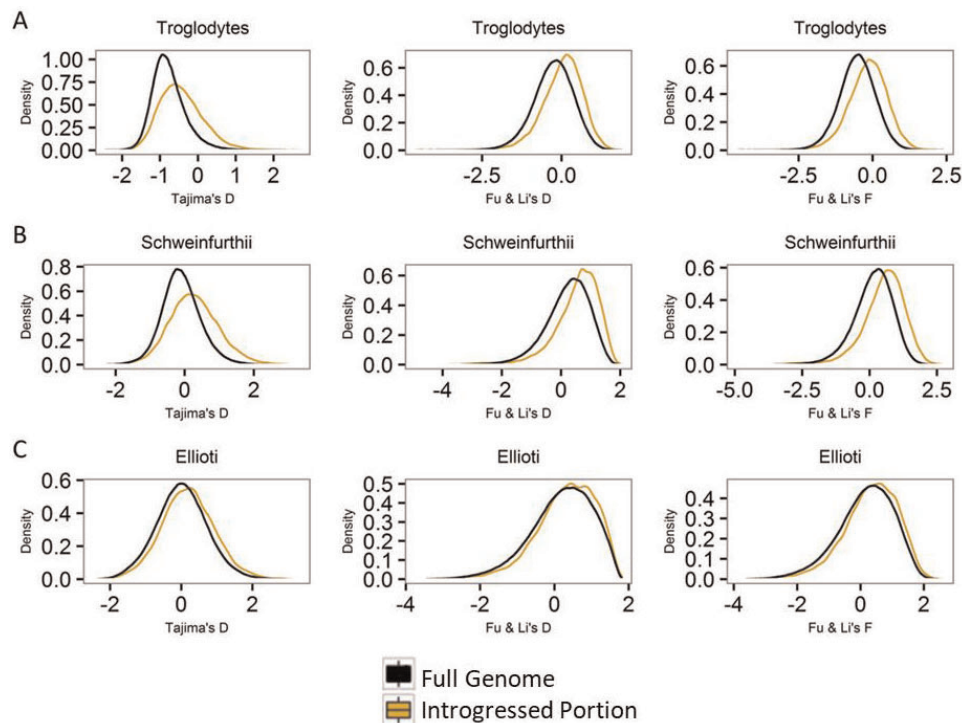 A
Troglodytes
Density
1.00
0.75
0.50
0.25
0.00
-2 -1 0 1 2
Tajima's D
Troglodytes
Density
0.6
0.4
0.2
0.0
-2.5 0.0
Fu & Li's D
Troglodytes
Density
0.6
0.4
0.2
0.0
-2.5 0.0 2.5
Fu & Li's F
B
Schweinfurthii
Density
0.8
0.6
0.4
0.2
0.0
-2 0 2
Tajima's D
Schweinfurthii
Density
0.6
0.4
0.2
0.0
-4 -2 0 2
Fu & Li's D
Schweinfurthii
Density
0.6
0.4
0.2
0.0
-5.0 -2.5 0.0 2.5
Fu & Li's F
C
Ellioti
Density
0.6
0.4
0.2
0.0
-2 0 2
Tajima's D
Ellioti
Density
0.5
0.4
0.3
0.2
0.1
0.0
-4 -2 0 2
Fu & Li's D
Ellioti
Density
0.4
0.3
0.2
0.1
0.0
-4 -2 0 2
Fu & Li's F
Full Genome
Introgressed Portion